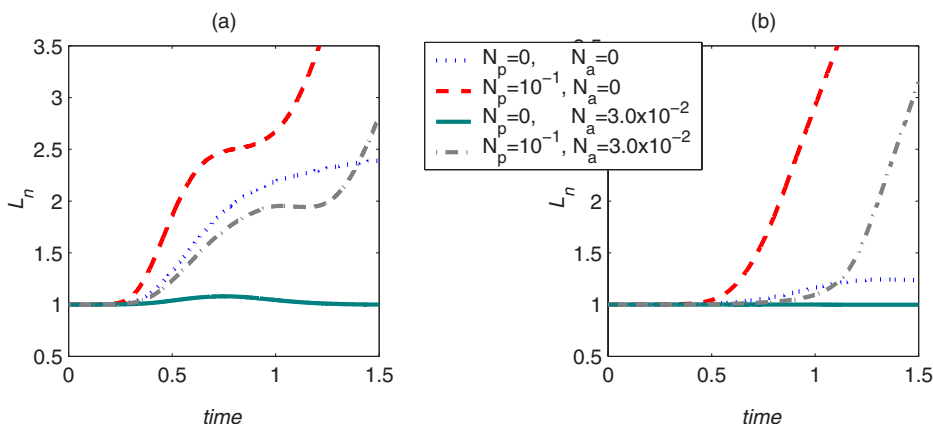 (a)
(b)
3.5
3
2.5
2
1.5
1
0.5
L_n
0
0.5
1
1.5
time
N_p=0, N_a=0
N_p=10^-1, N_a=0
N_p=0, N_a=3.0x10^-2
N_p=10^-1, N_a=3.0x10^-2
2
1.5
1
0.5
L_n
0
0.5
1
1.5
time